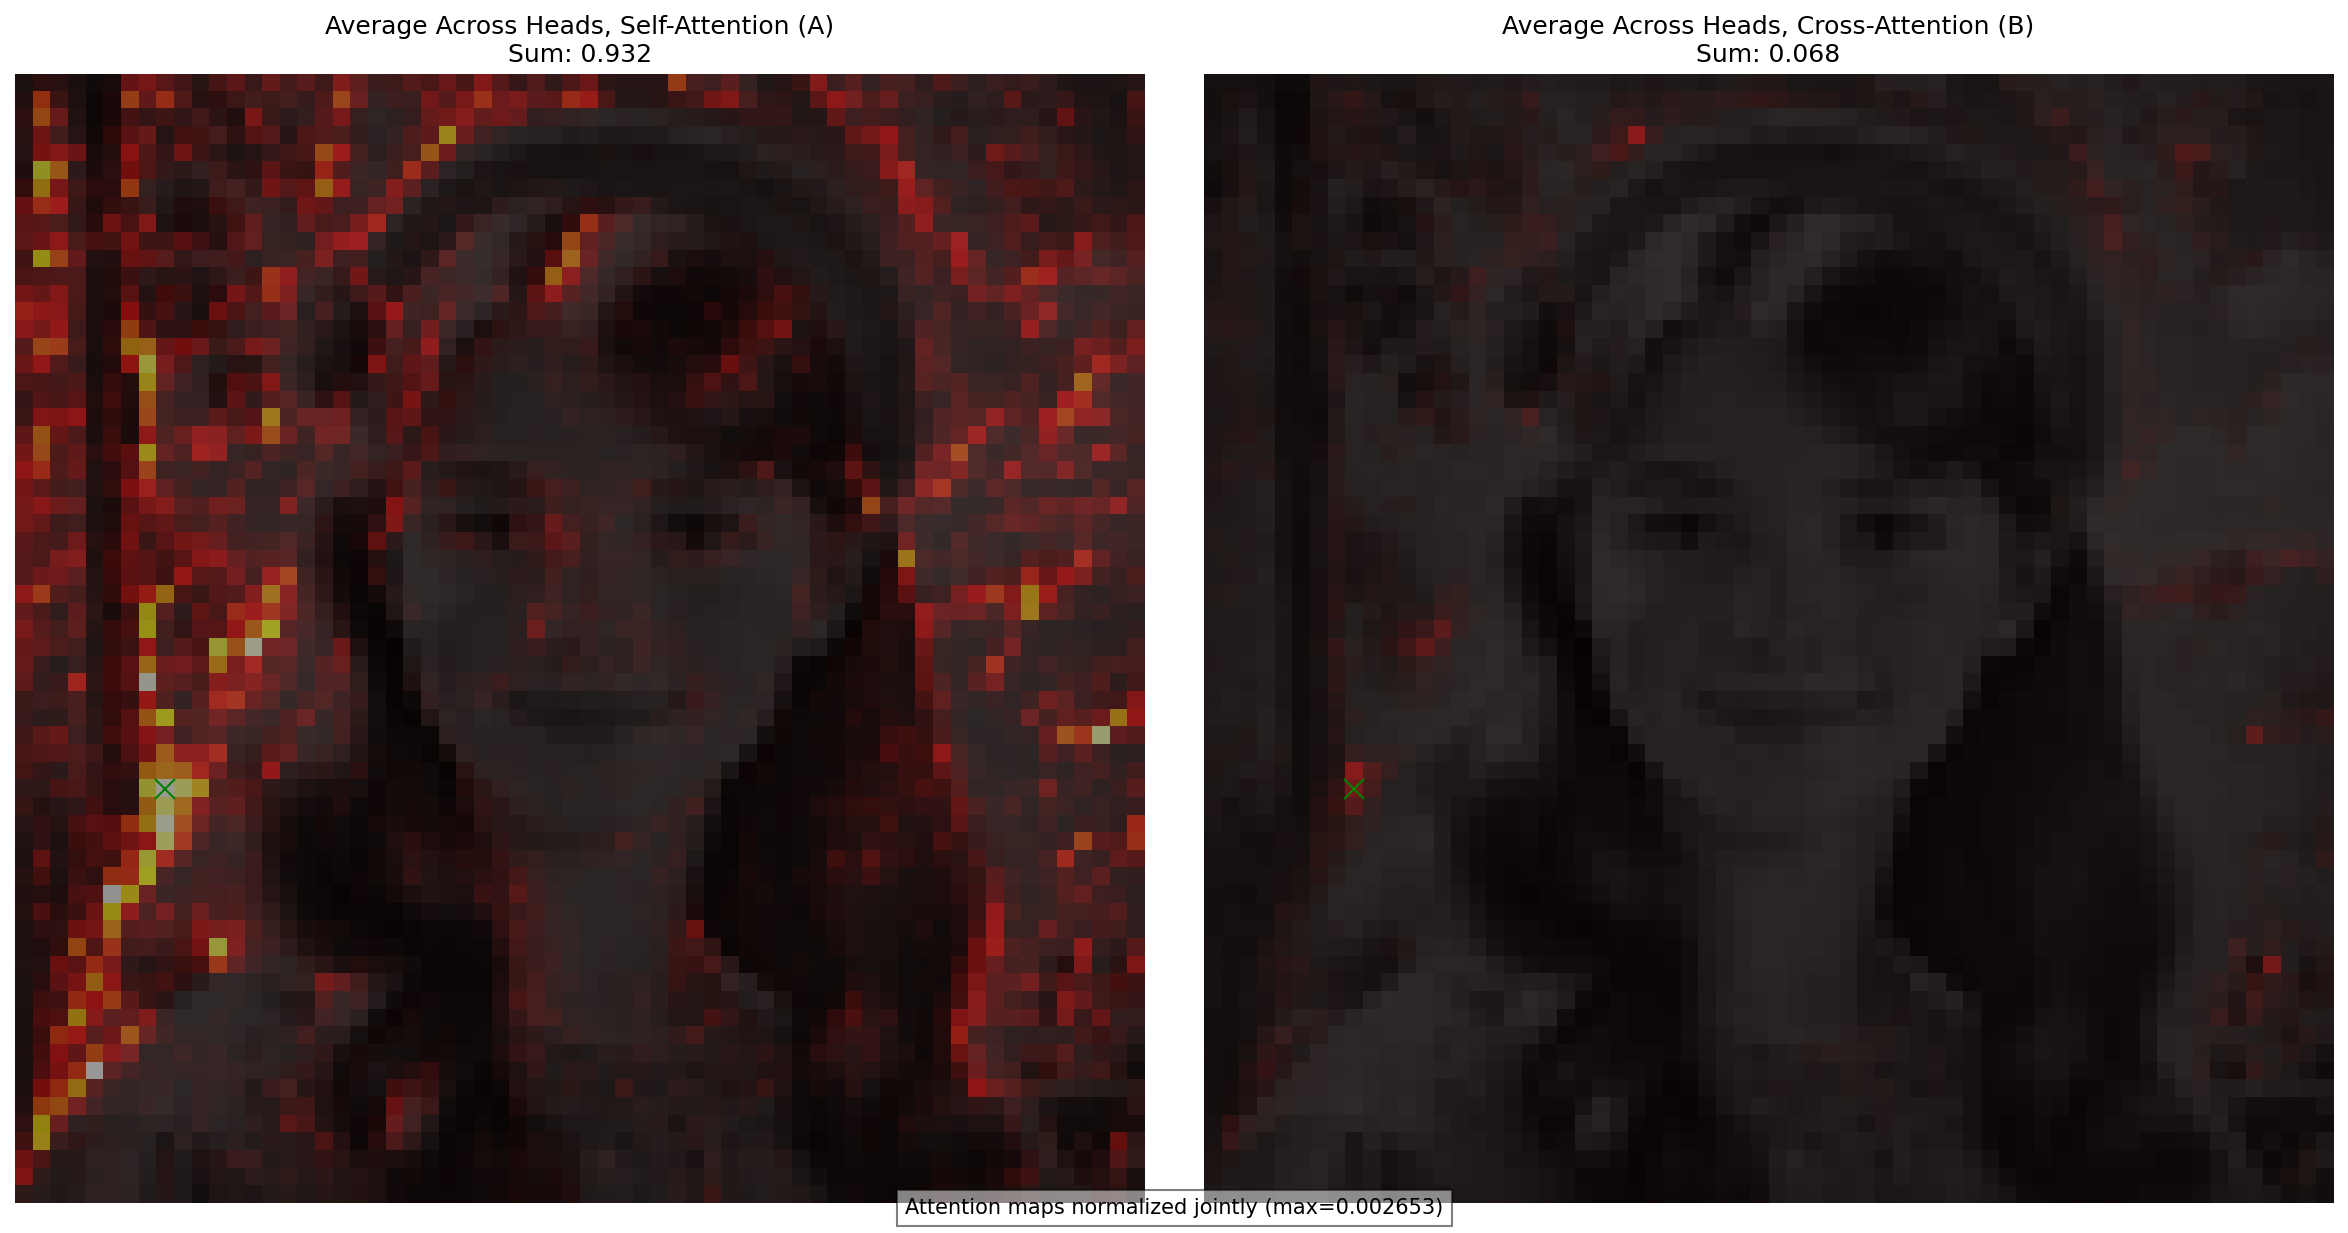 Average Across Heads, Self-Attention (A)
Sum: 0.932
Average Across Heads, Cross-Attention (B)
Sum: 0.068
Attention maps normalized jointly (max=0.002653)